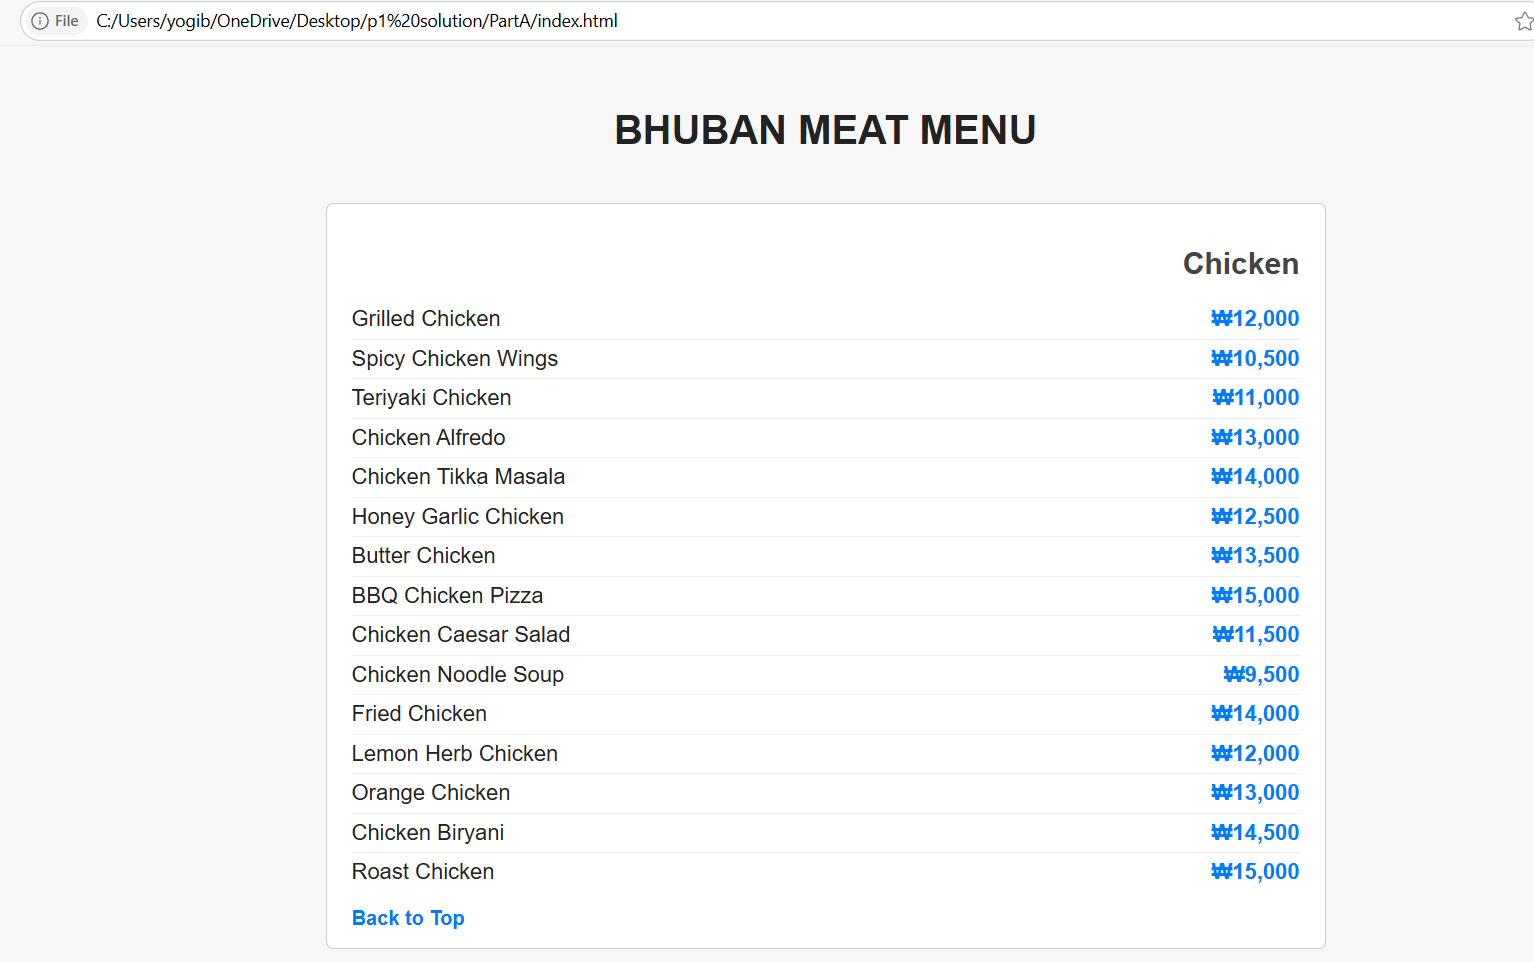 File C:/Users/yogib/OneDrive/Desktop/p1%20solution/PartA/index.html
BHUBAN MEAT MENU
Chicken
Grilled Chicken ₩12,000
Spicy Chicken Wings ₩10,500
Teriyaki Chicken ₩11,000
Chicken Alfredo ₩13,000
Chicken Tikka Masala ₩14,000
Honey Garlic Chicken ₩12,500
Butter Chicken ₩13,500
BBQ Chicken Pizza ₩15,000
Chicken Caesar Salad ₩11,500
Chicken Noodle Soup ₩9,500
Fried Chicken ₩14,000
Lemon Herb Chicken ₩12,000
Orange Chicken ₩13,000
Chicken Biryani ₩14,500
Roast Chicken ₩15,000
Back to Top